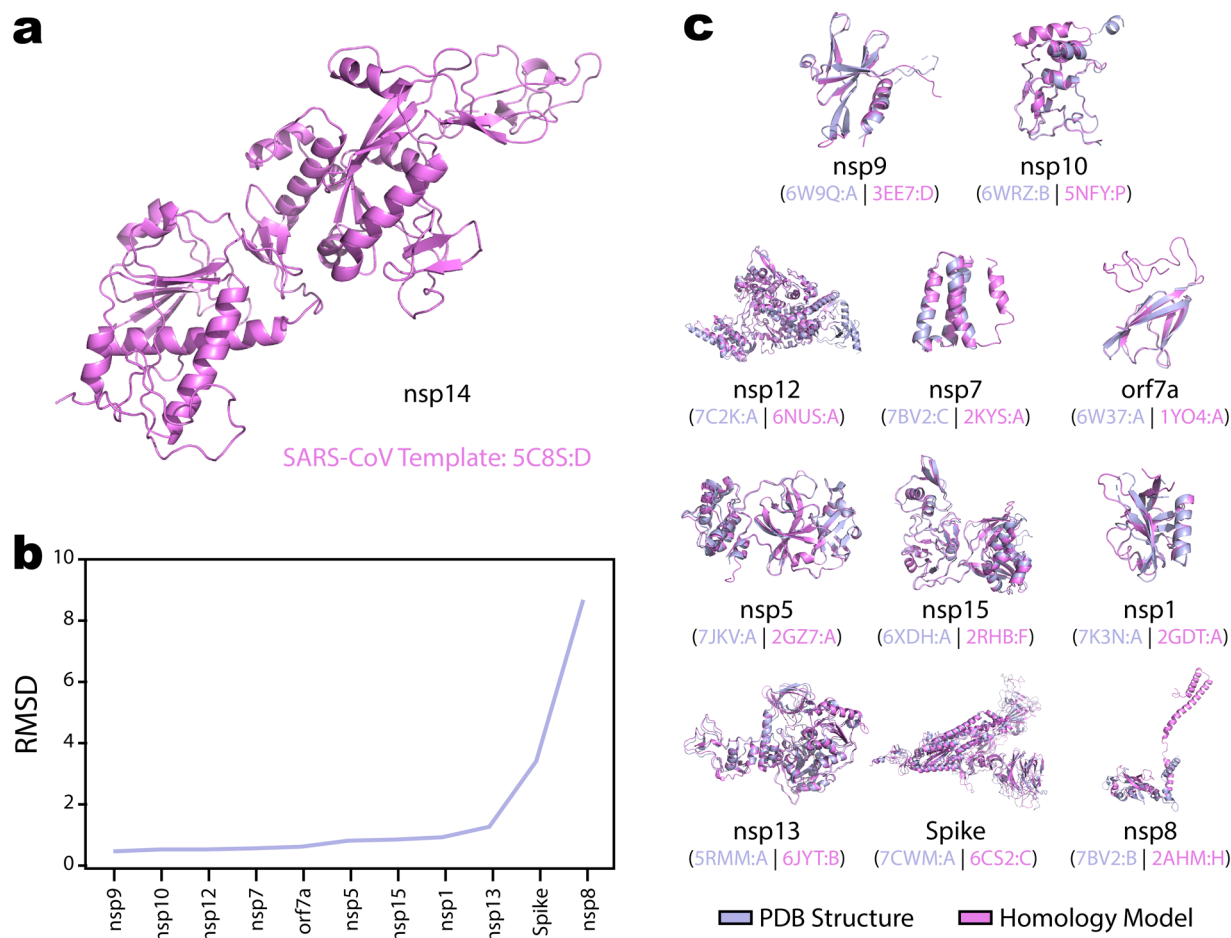 a
nsp14
SARS-CoV Template: 5C8S:D
b
10
8
6
4
2
0
RMSD
nsp9
nsp10
nsp12
nsp7
orf7a
nsp5
nsp15
nsp1
nsp13
Spike
nsp8
c
nsp9 nsp10
(6W9Q:A | 3EE7:D) (6WRZ:B | 5NFY:P)
nsp12 nsp7 orf7a
(7C2K:A | 6NUS:A) (7BV2:C | 2KYS:A) (6W37:A | 1YO4:A)
nsp5 nsp15 nsp1
(7JKV:A | 2GZ7:A) (6XDH:A | 2RHB:F) (7K3N:A | 2GDT:A)
nsp13 Spike nsp8
(5RMM:A | 6JYT:B) (7CWM:A | 6CS2:C) (7BV2:B | 2AHM:H)
PDB Structure Homology Model